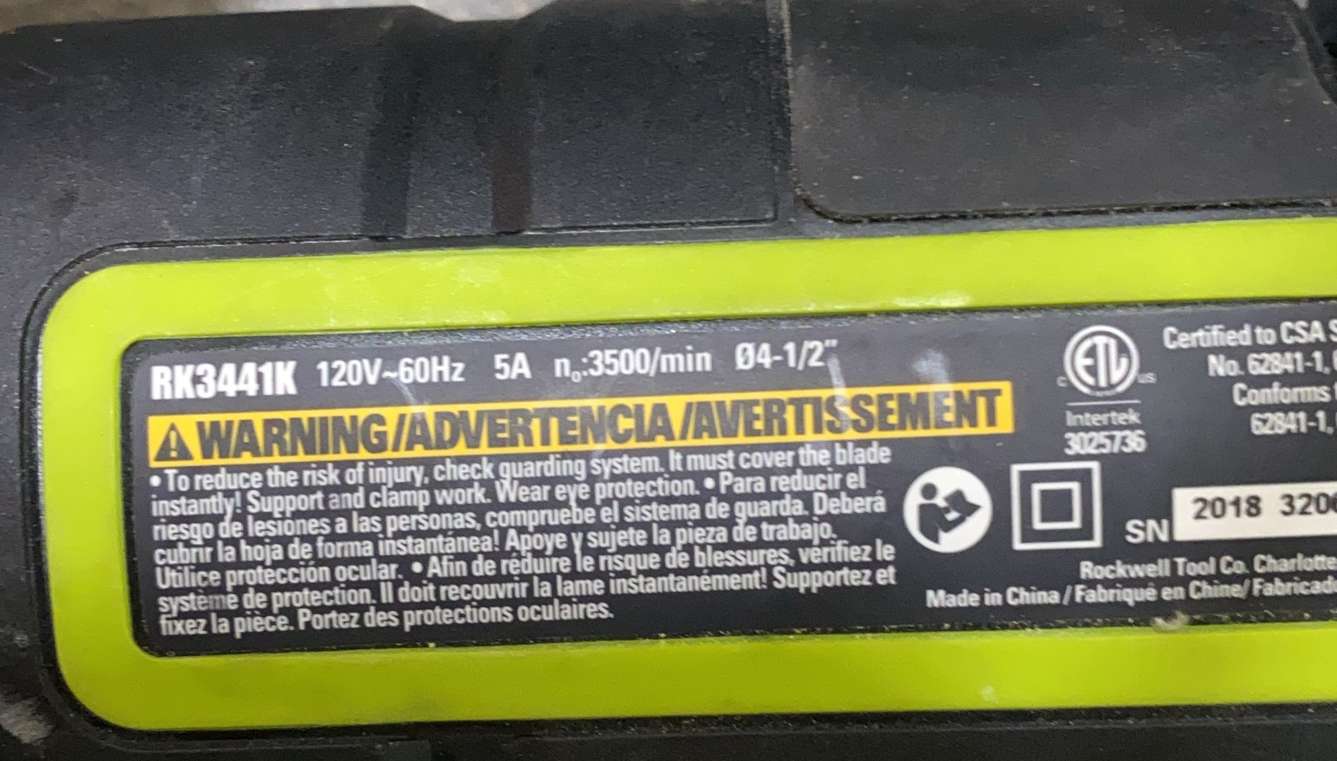 RK3441K 120V~60Hz 5A n₀:3500/min Ø4-1/2"
WARNING/ADVERTENCIA/AVERTISSEMENT
• To reduce the risk of injury, check guarding system. It must cover the blade
instantly! Support and clamp work. Wear eye protection. • Para reducir el
riesgo de lesiones a las personas, compruebe el sistema de guarda. Deberá
cubrir la hoja de forma instantánea! Apoye y sujete la pieza de trabajo.
Utilice protección ocular. • Afin de réduire le risque de blessures, vérifiez le
système de protection. Il doit recouvrir la lame instantanément! Supportez et
fixez la pièce. Portez des protections oculaires.
C ETL US
Intertek
3025736
Certified to CSA S
No. 62841-1,
Conforms
62841-1,
SN 2018 320
Rockwell Tool Co. Charlotte
Made in China / Fabriqué en Chine/ Fabricad